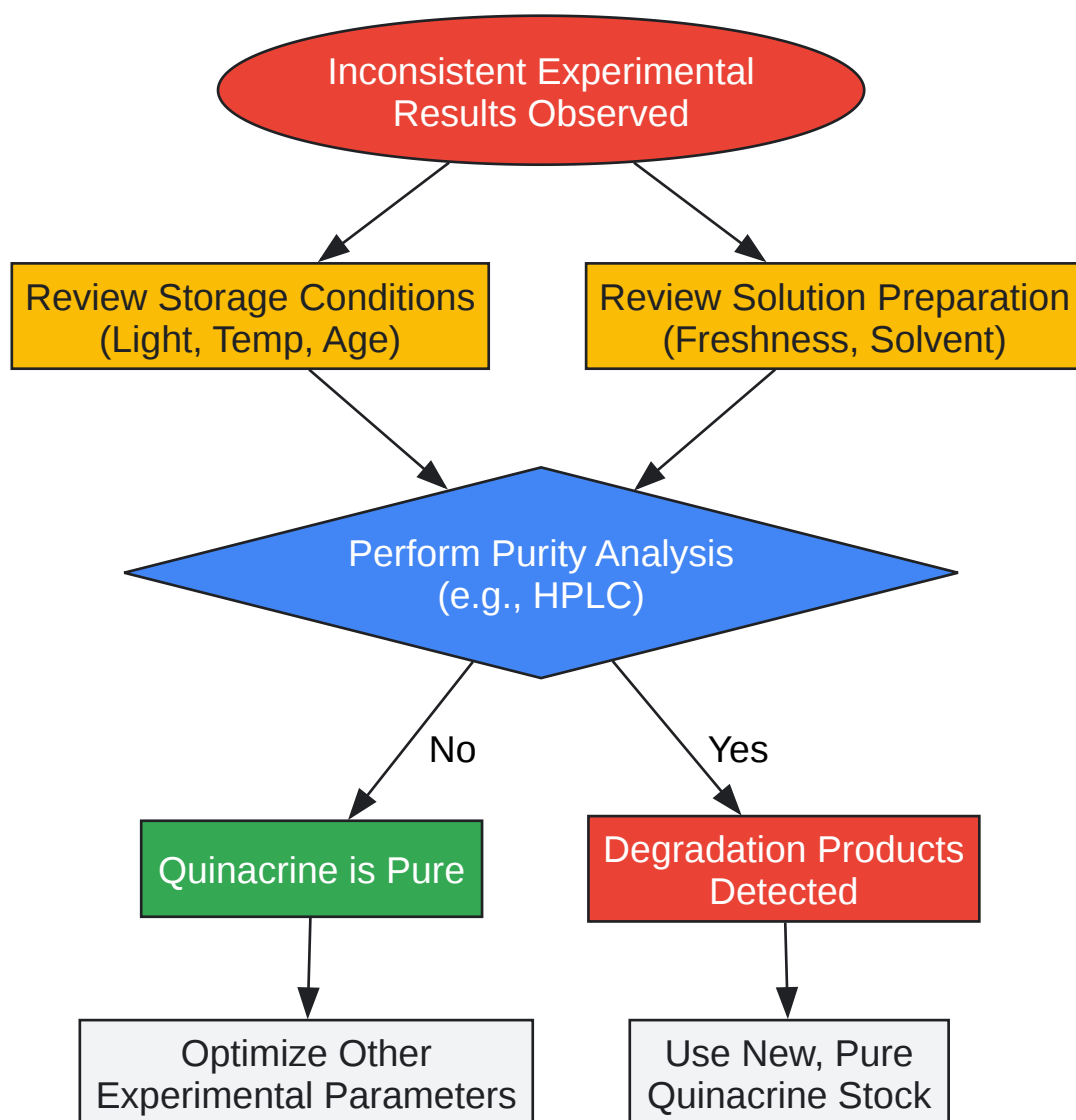 Inconsistent Experimental
Results Observed
Review Storage Conditions
(Light, Temp, Age)
Review Solution Preparation
(Freshness, Solvent)
Perform Purity Analysis
(e.g., HPLC)
No
Yes
Quinacrine is Pure
Degradation Products
Detected
Optimize Other
Experimental Parameters
Use New, Pure
Quinacrine Stock